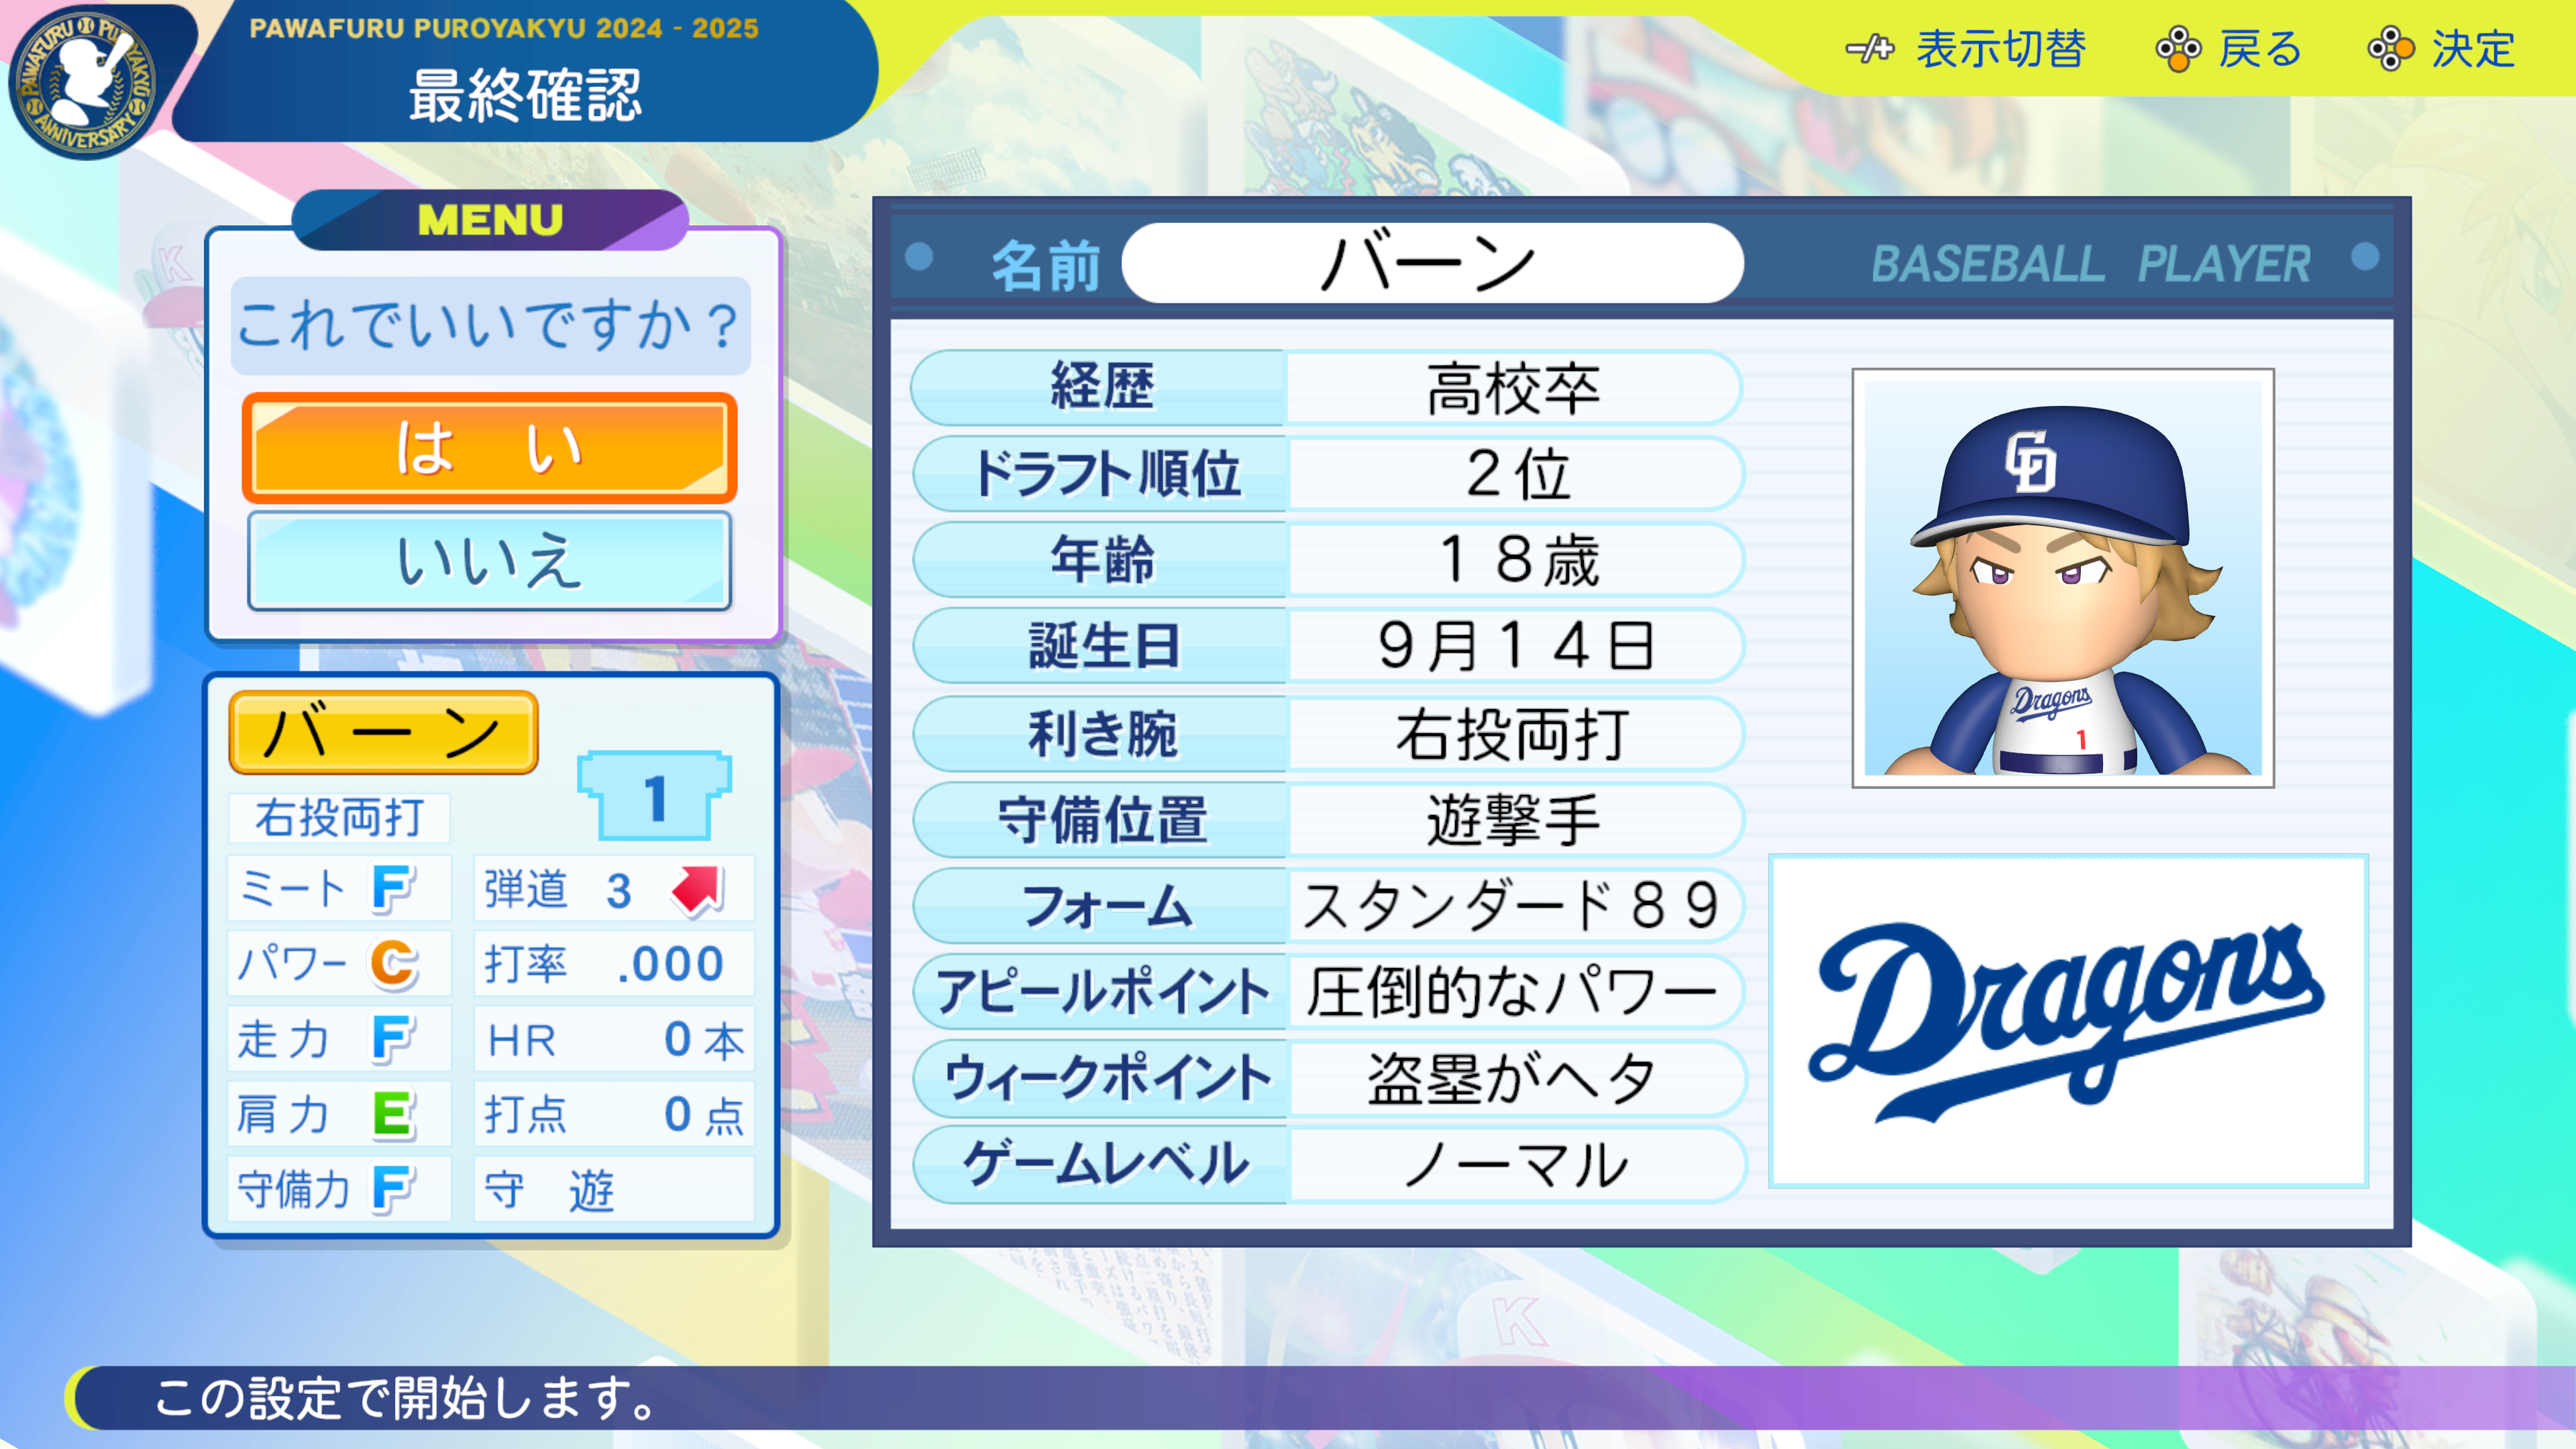 PAWAFURU PUROYAKYU 2024 - 2025
最終確認
表示切替 戻る 決定
MENU
これでいいですか？
はい
いいえ
バーン
1
右投両打
ミート F 弾道 3
パワー C 打率 .000
走力 F HR 0本
肩力 E 打点 0点
守備力 F 守 遊
名前 バーン BASEBALL PLAYER
経歴 高校卒
ドラフト順位 2位
年齢 18歳
誕生日 9月14日
利き腕 右投両打
守備位置 遊撃手
フォーム スタンダード89
アピールポイント 圧倒的なパワー
ウィークポイント 盗塁がヘタ
ゲームレベル ノーマル
Dragons
1
Dragons
この設定で開始します。